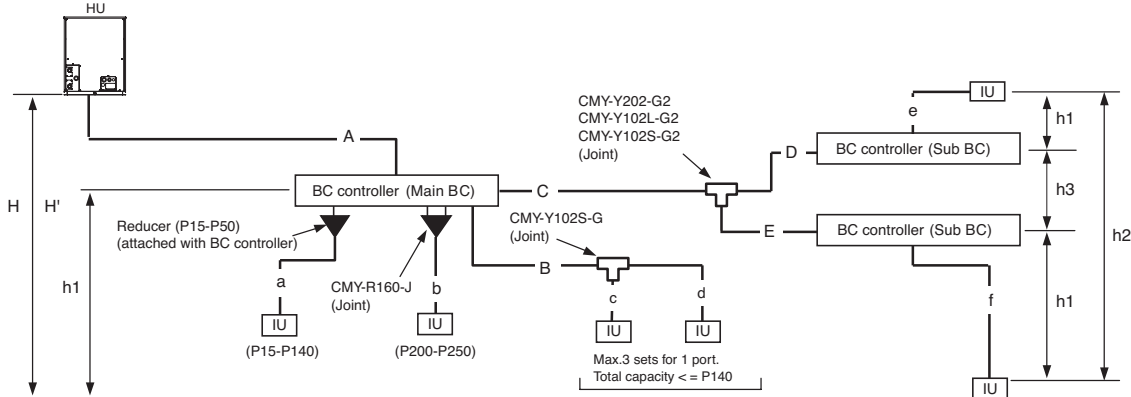 HU
A
H
H'
h1
BC controller (Main BC)
Reducer (P15-P50)
(attached with BC controller)
a
IU
(P15-P140)
CMY-R160-J
(Joint)
b
IU
(P200-P250)
C
B
CMY-Y102S-G
(Joint)
c
d
IU
IU
Max.3 sets for 1 port.
Total capacity < = P140
CMY-Y202-G2
CMY-Y102L-G2
CMY-Y102S-G2
(Joint)
D
E
e
IU
BC controller (Sub BC)
BC controller (Sub BC)
f
IU
h1
h3
h2
h1